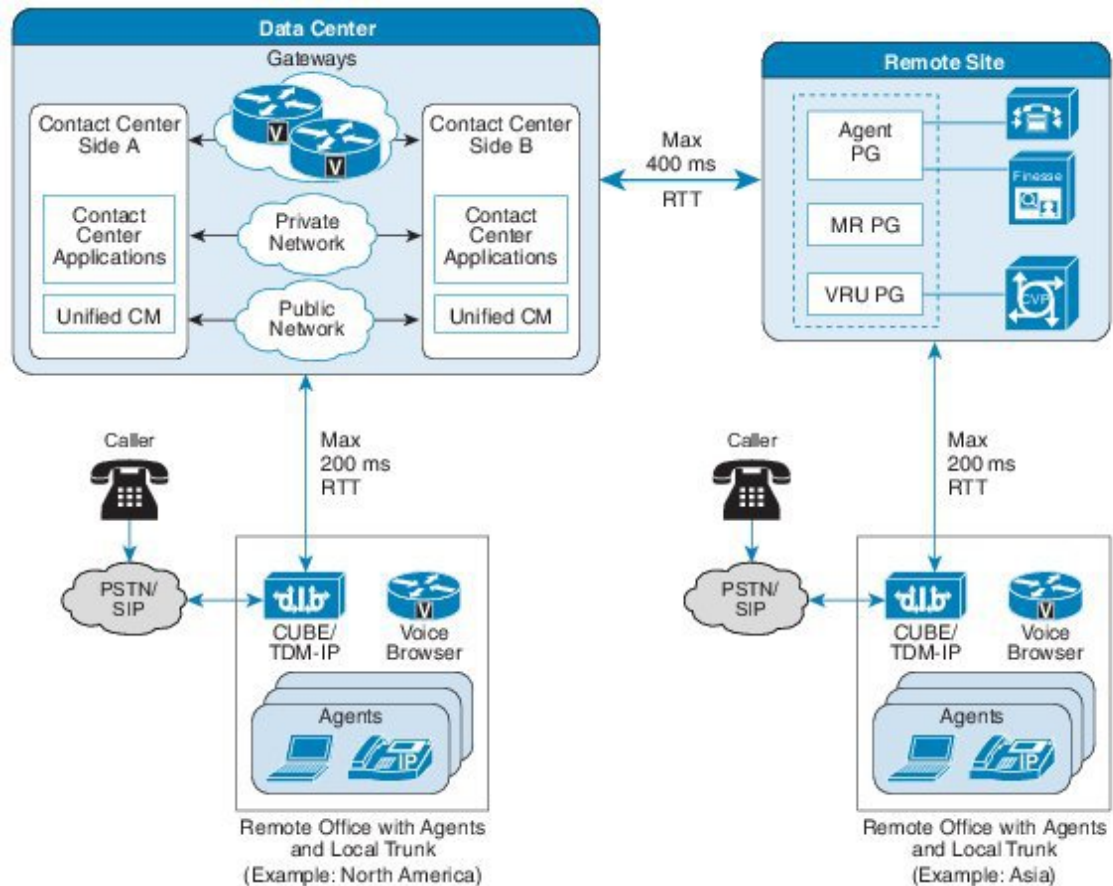 Data Center
Gateways
Contact Center
Side A
V
V
Contact Center
Side B
Contact
Center
Applications
Private
Network
Contact
Center
Applications
Unified CM
Public
Network
Unified CM
Max
400 ms
RTT
Remote Site
Agent
PG
Finesse
MR PG
VRU PG
CVP
Caller
Max
200 ms
RTT
PSTN/
SIP
CUBE/
TDM-IP
V
Voice
Browser
Agents
IP
Remote Office with Agents
and Local Trunk
(Example: North America)
Caller
Max
200 ms
RTT
PSTN/
SIP
CUBE/
TDM-IP
V
Voice
Browser
Agents
IP
Remote Office with Agents
and Local Trunk
(Example: Asia)